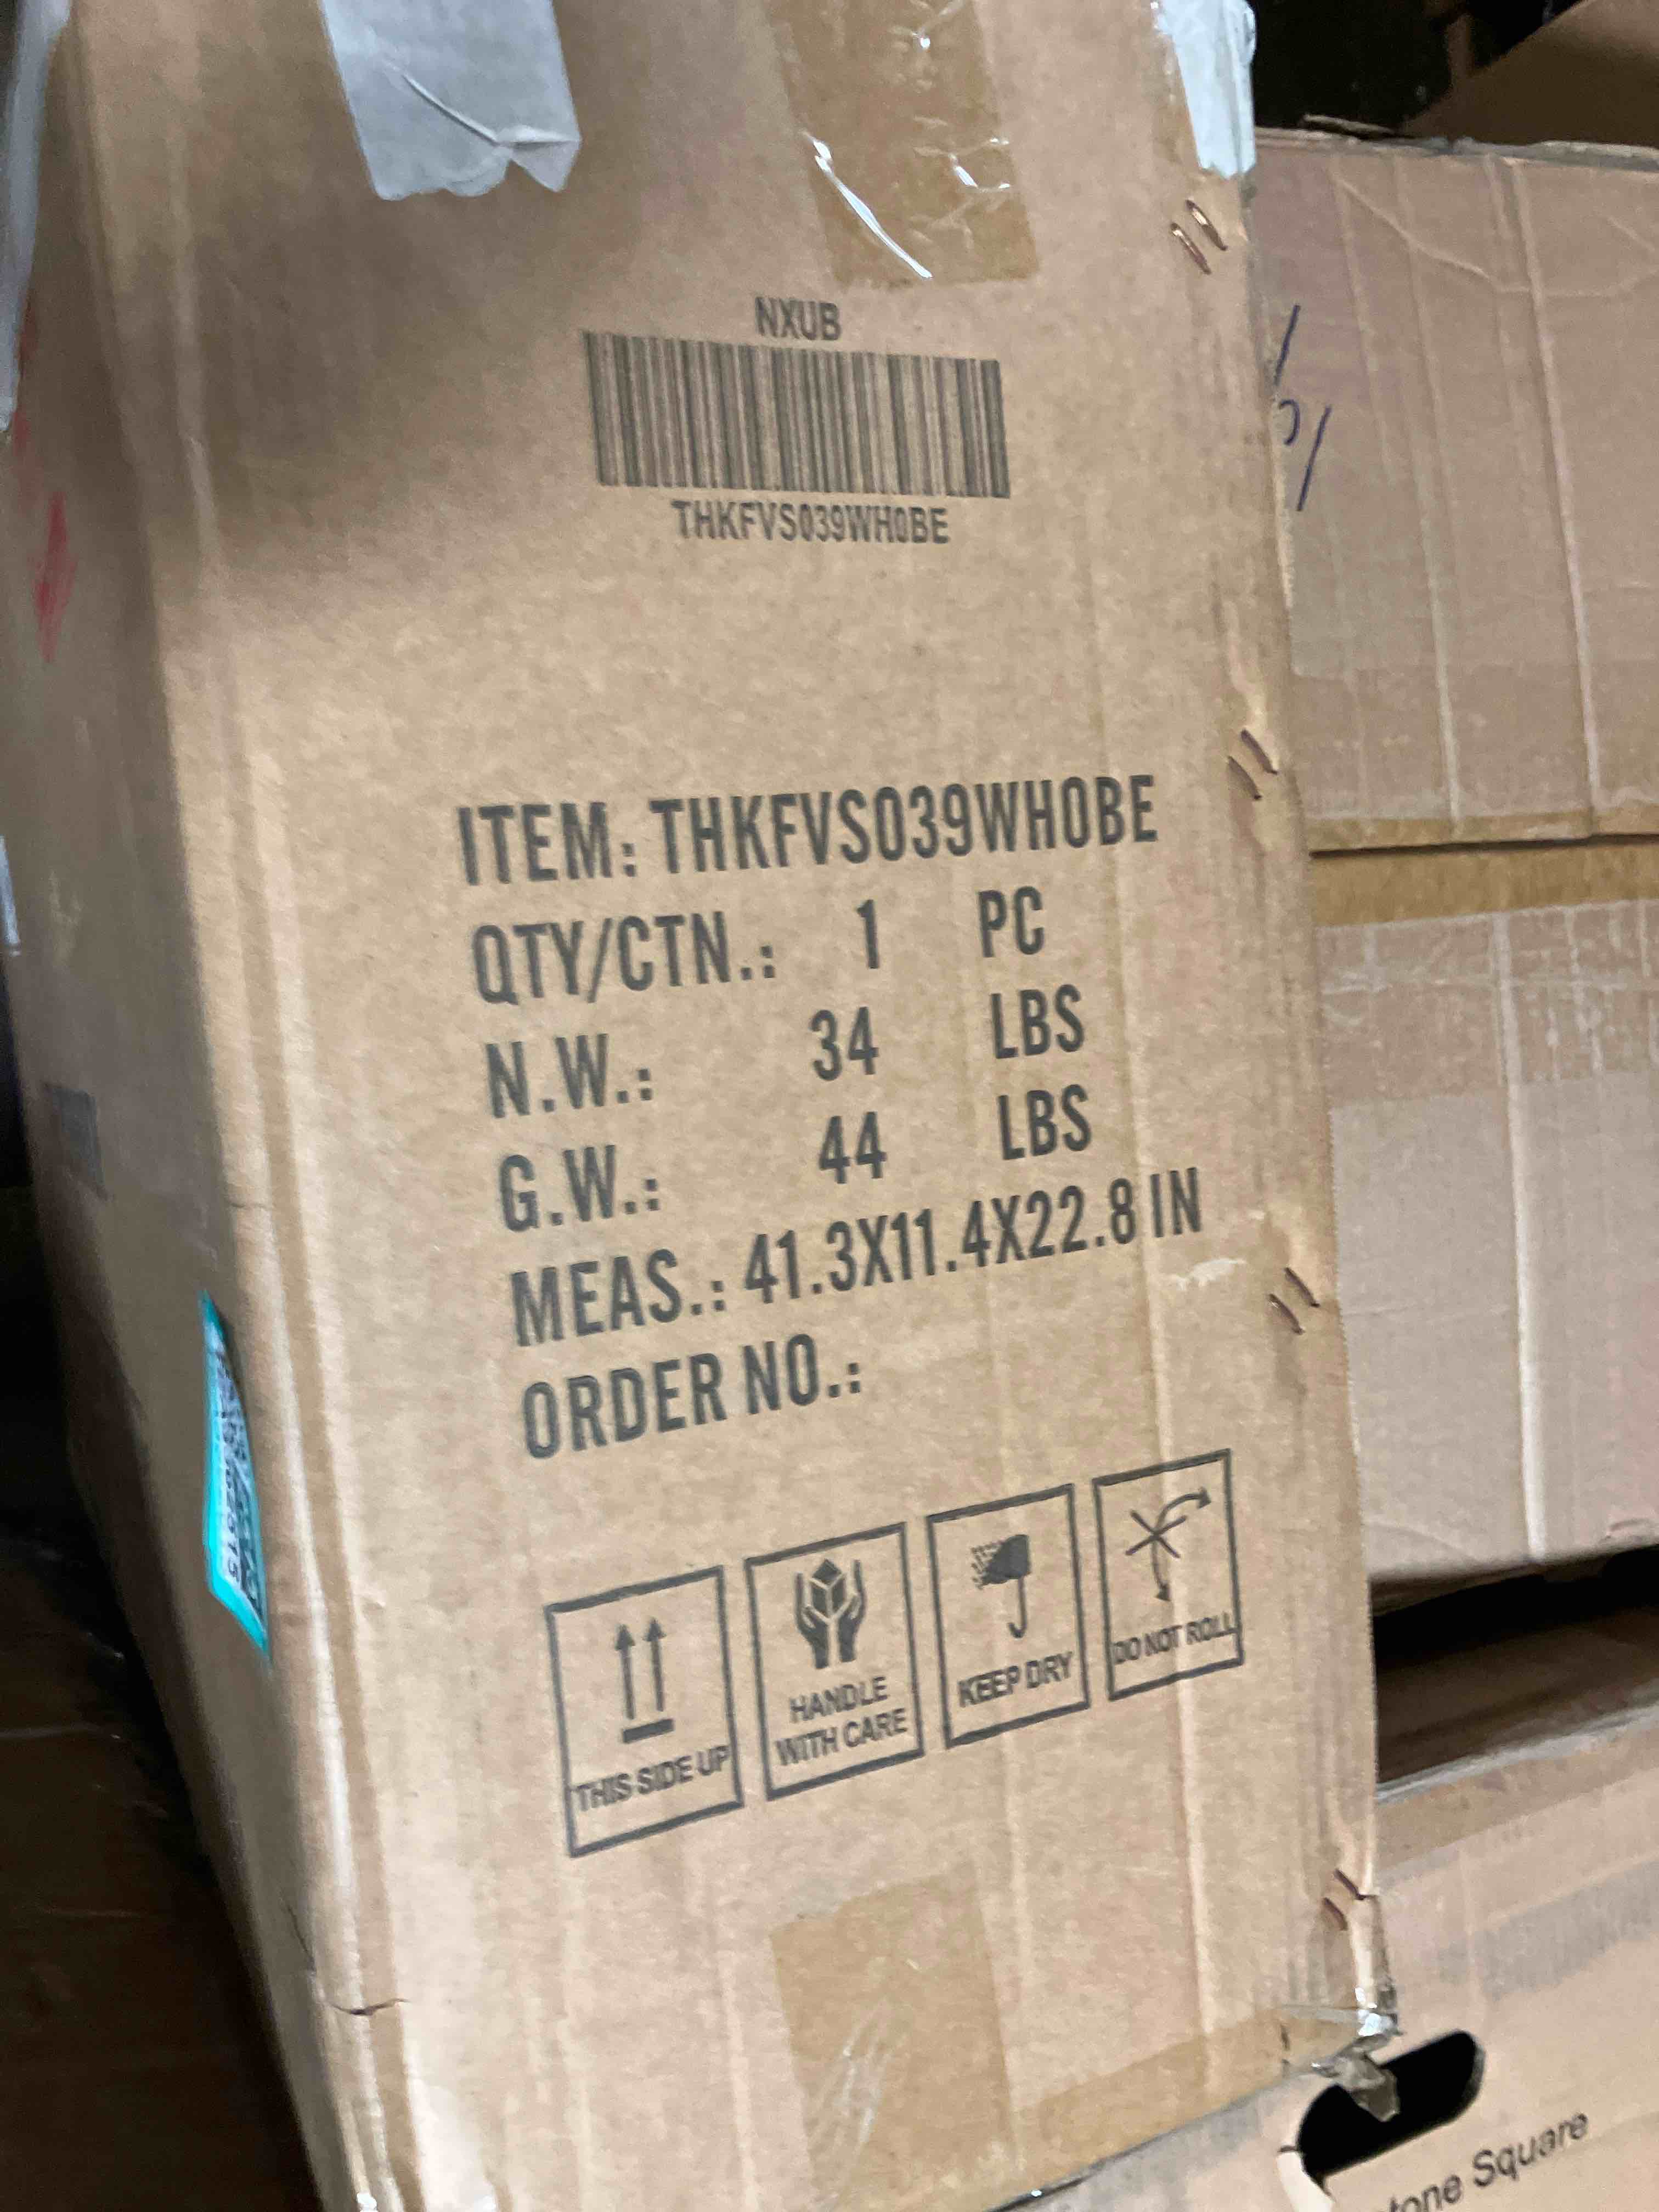 NXUB
THKFVS039WH0BE
ITEM: THKFVS039WH0BE
QTY/CTN.: 1 PC
N.W.: 34 LBS
G.W.: 44 LBS
MEAS.: 41.3X11.4X22.8 IN
ORDER NO.:
THIS SIDE UP
HANDLE
WITH CARE
KEEP DRY
DO NOT ROLL
Square